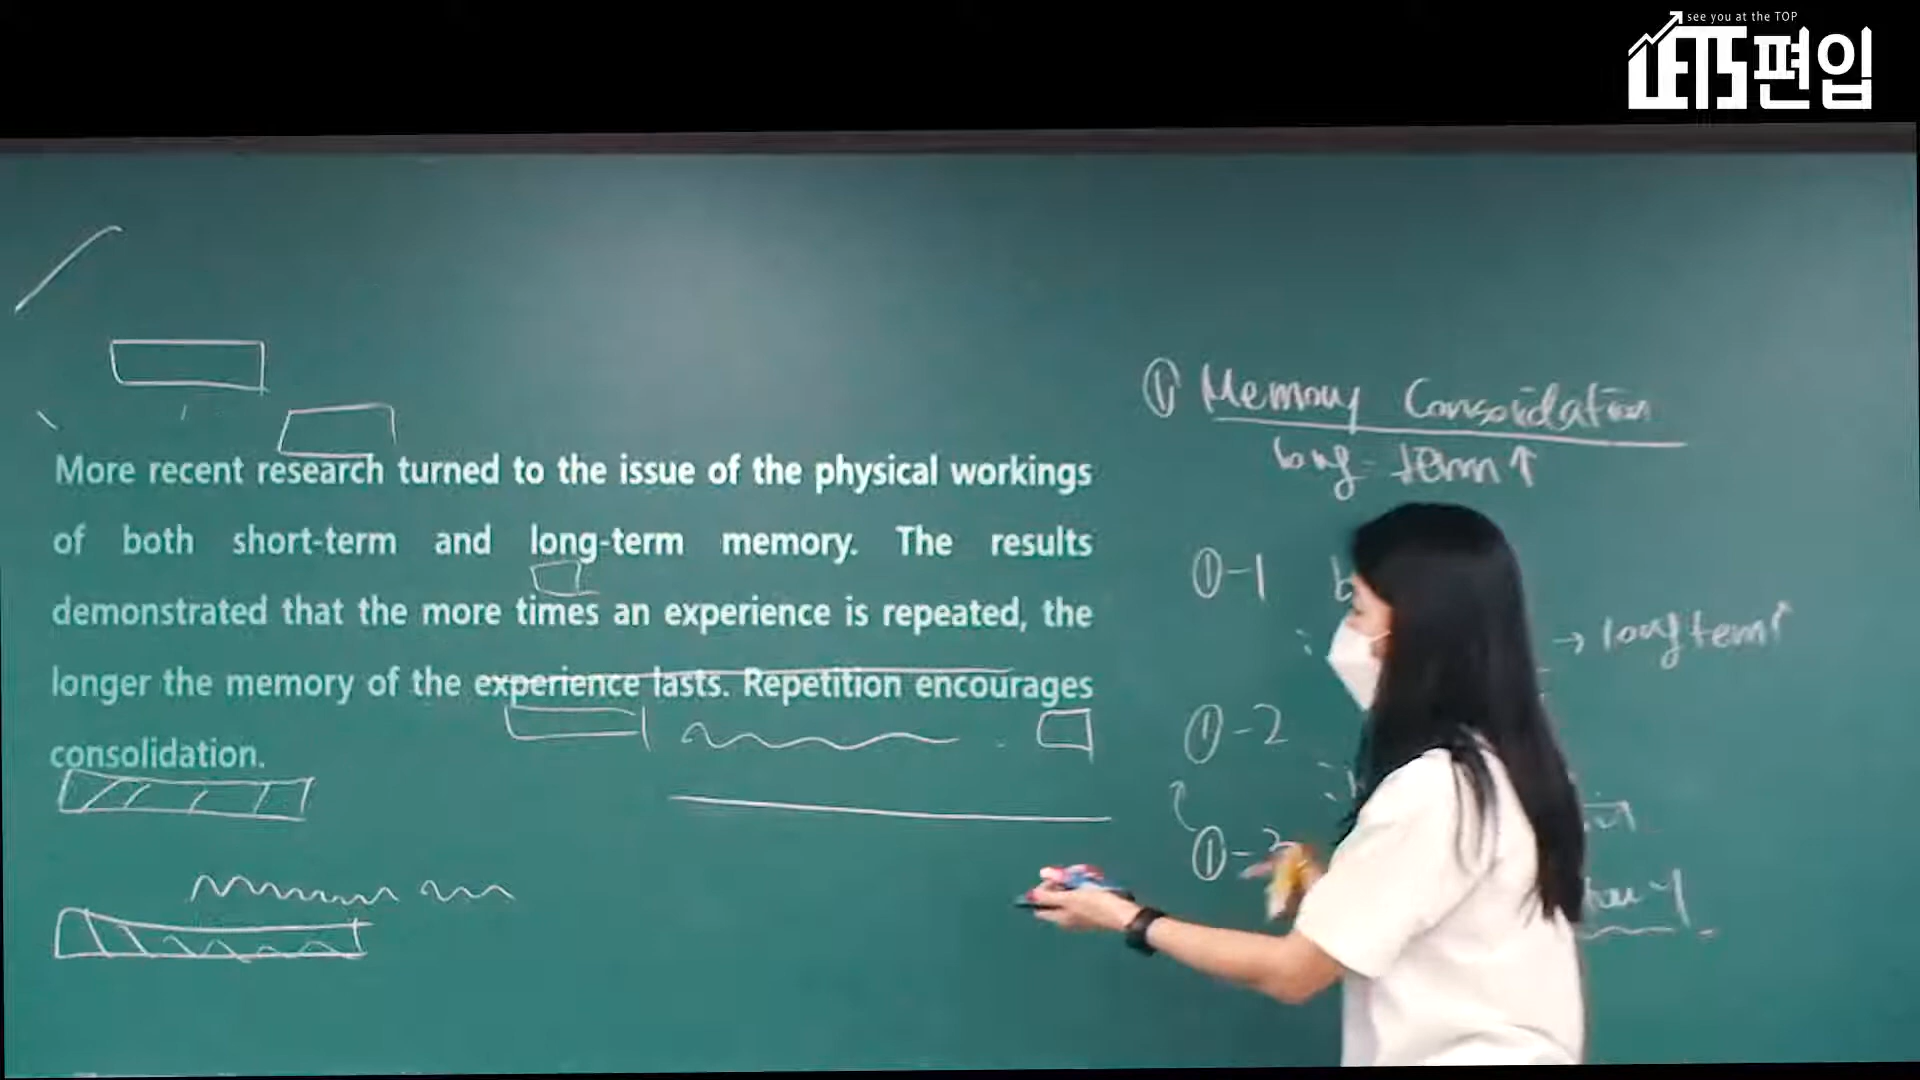 see you at the TOP
LETS편입
More recent research turned to the issue of the physical workings
of both short-term and long-term memory. The results
demonstrated that the more times an experience is repeated, the
longer the memory of the experience lasts. Repetition encourages
consolidation.
① Memory Consoidation
long-term↑
①-1 b
→ longterm↑
①-2
①-3